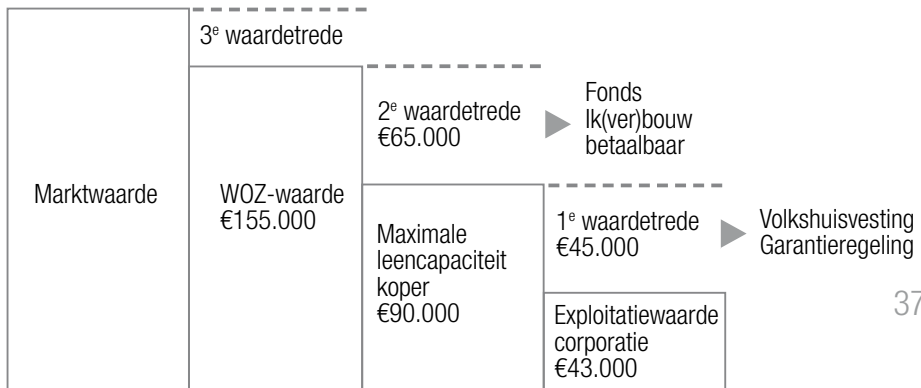 3e waardetrede
2e waardetrede
€65.000
Fonds
Ik(ver)bouw
betaalbaar
Marktwaarde
WOZ-waarde
€155.000
Maximale
leencapaciteit
koper
€90.000
1e waardetrede
€45.000
Volkshuisvesting
Garantieregeling
Exploitatiewaarde
corporatie
€43.000
37